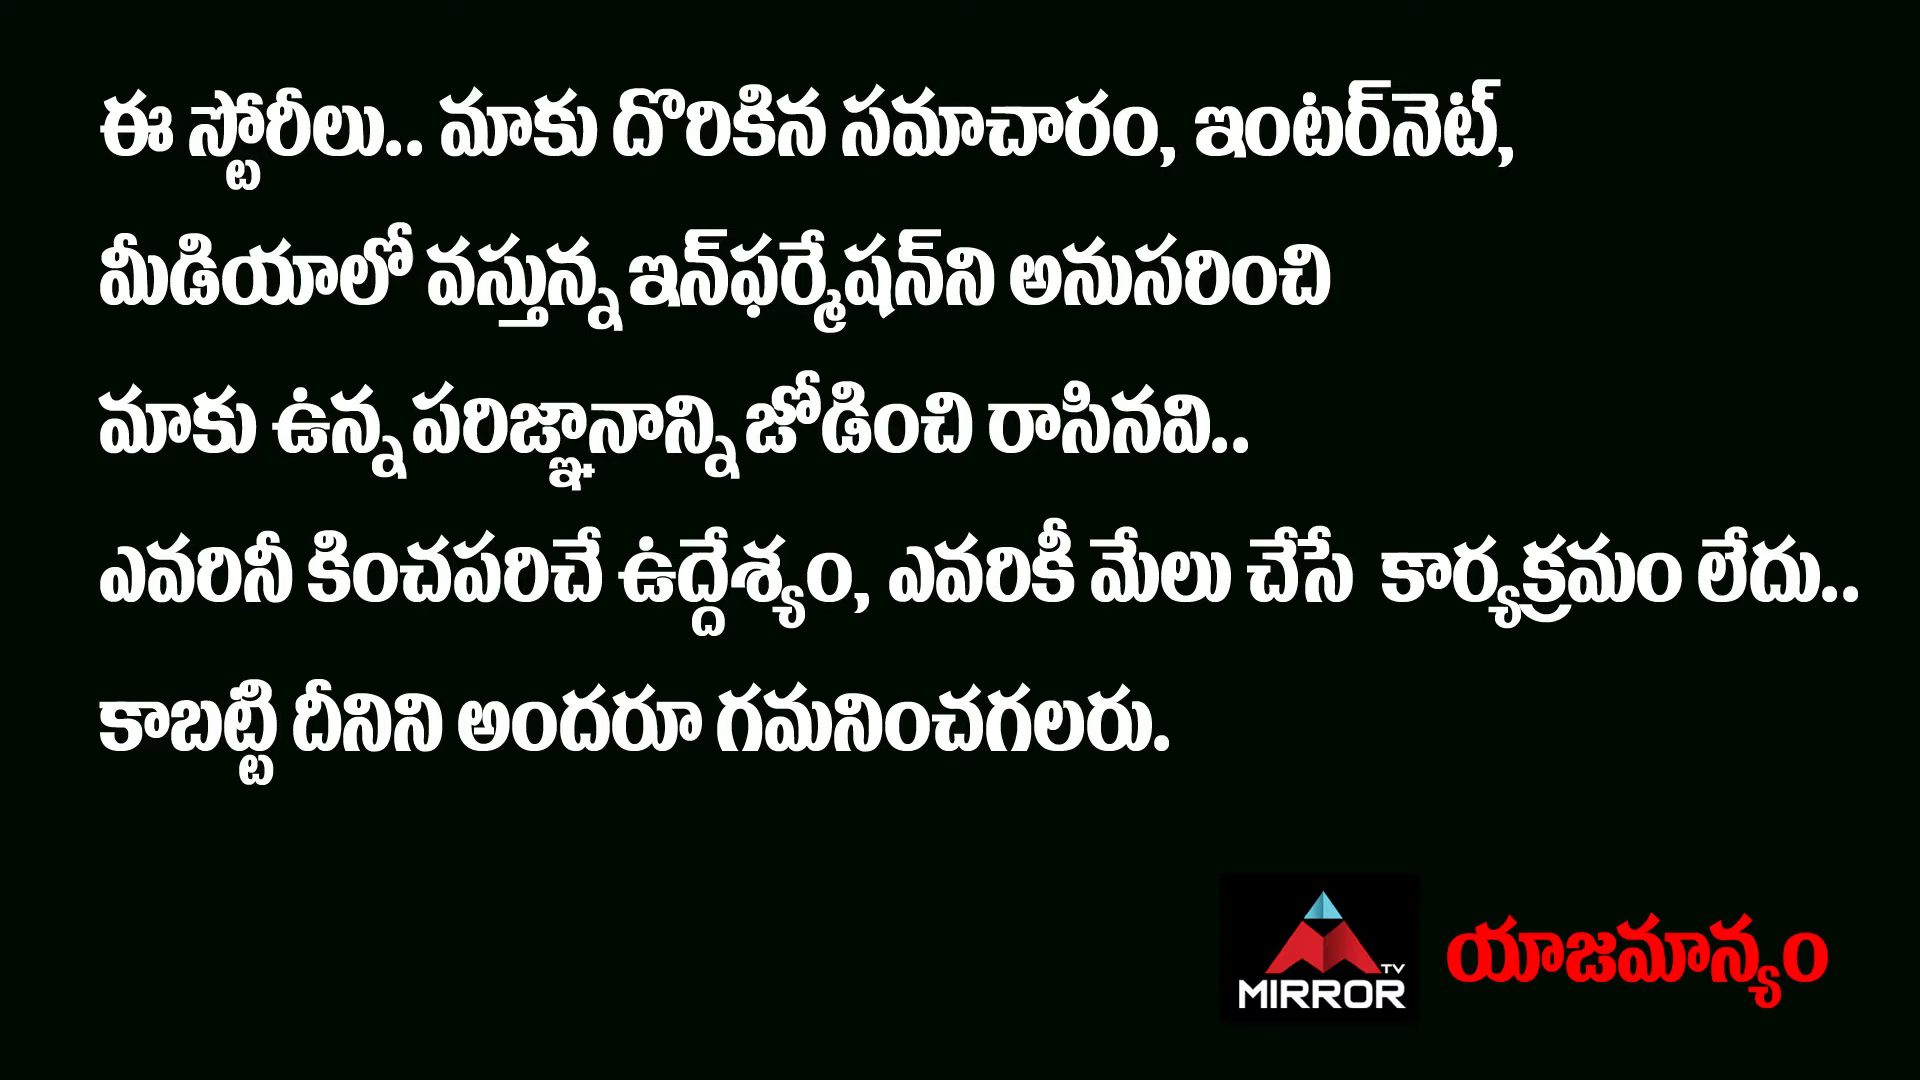 ఈ స్టోరీలు.. మాకు దొరికిన సమాచారం, ఇంటర్‌నెట్,
మీడియాలో వస్తున్న ఇన్‌ఫర్మేషన్‌ని అనుసరించి
మాకు ఉన్న పరిజ్ఞానాన్ని జోడించి రాసినవి..
ఎవరినీ కించపరిచే ఉద్దేశ్యం, ఎవరికీ మేలు చేసే కార్యక్రమం లేదు..
కాబట్టి దీనిని అందరూ గమనించగలరు.
TV
MIRROR
యాజమాన్యం